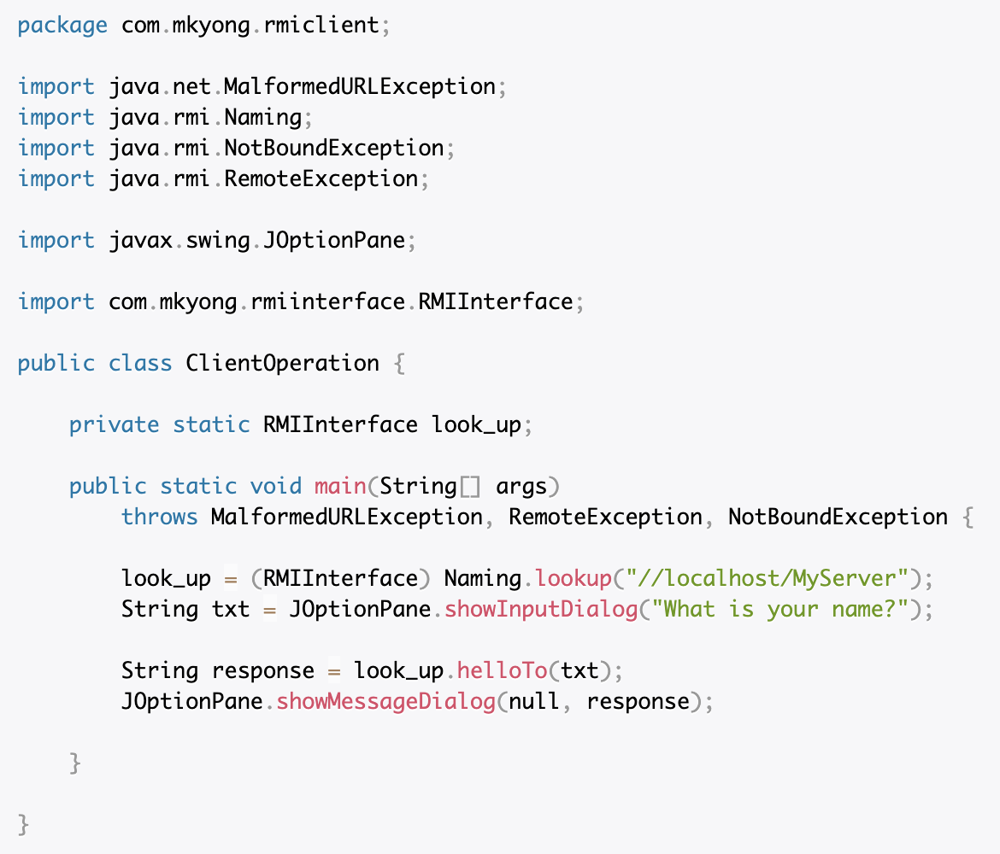 package com.mkyong.rmiclient;

import java.net.MalformedURLException;
import java.rmi.Naming;
import java.rmi.NotBoundException;
import java.rmi.RemoteException;

import javax.swing.JOptionPane;

import com.mkyong.rmiinterface.RMIInterface;

public class ClientOperation {

    private static RMIInterface look_up;

    public static void main(String[] args)
        throws MalformedURLException, RemoteException, NotBoundException {

        look_up = (RMIInterface) Naming.lookup("//localhost/MyServer");
        String txt = JOptionPane.showInputDialog("What is your name?");

        String response = look_up.helloTo(txt);
        JOptionPane.showMessageDialog(null, response);

    }

}